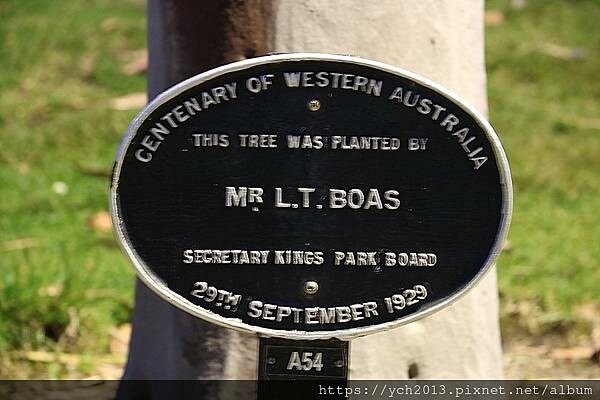 CENTENARY OF WESTERN AUSTRALIA
THIS TREE WAS PLANTED BY
MR L.T. BOAS
SECRETARY KINGS PARK BOARD
29TH SEPTEMBER 1929
A54
https://ych2013.pixnet.net/album